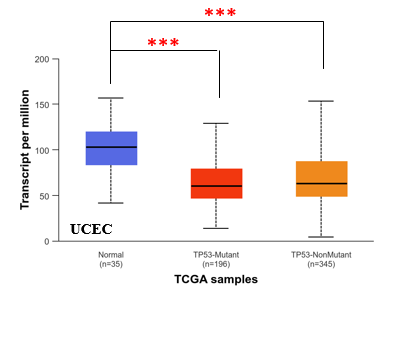 ***
***
200
150
100
50
0
Transcript per million
UCEC
Normal
(n=35)
TP53-Mutant
(n=196)
TP53-NonMutant
(n=345)
TCGA samples